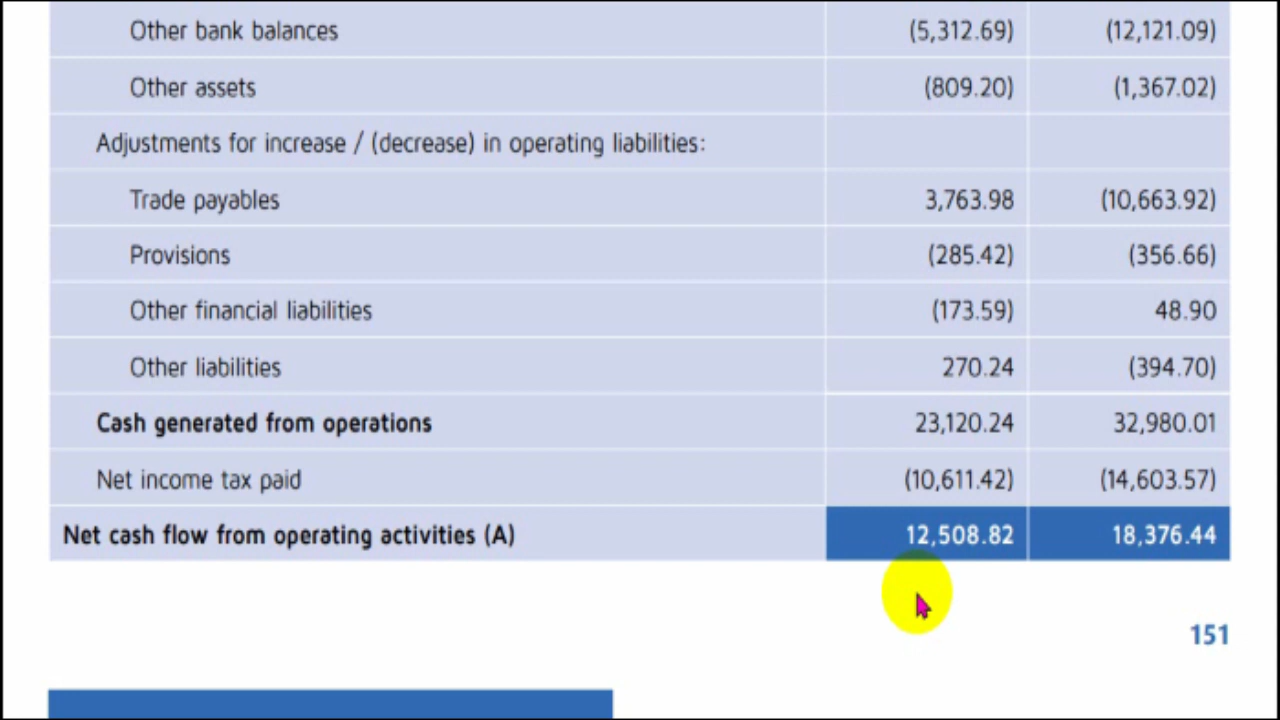 Other bank balances (5,312.69) (12,121.09)
Other assets (809.20) (1,367.02)
Adjustments for increase / (decrease) in operating liabilities:
Trade payables 3,763.98 (10,663.92)
Provisions (285.42) (356.66)
Other financial liabilities (173.59) 48.90
Other liabilities 270.24 (394.70)
Cash generated from operations 23,120.24 32,980.01
Net income tax paid (10,611.42) (14,603.57)
Net cash flow from operating activities (A) 12,508.82 18,376.44
151